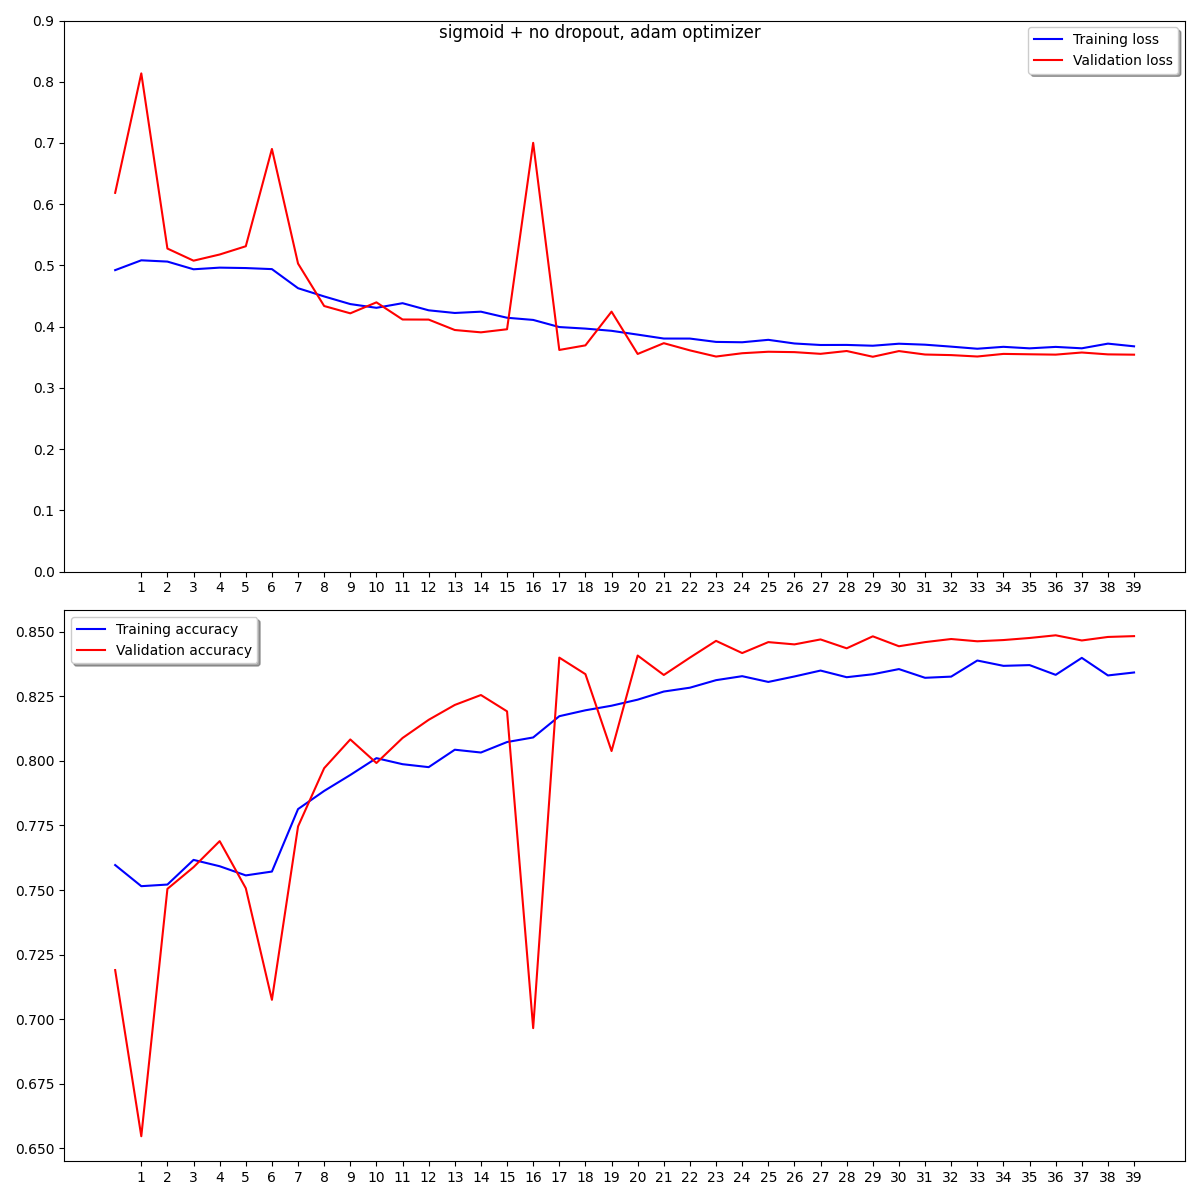 sigmoid + no dropout, adam optimizer
Training loss
Validation loss
0.9
0.8
0.7
0.6
0.5
0.4
0.3
0.2
0.1
0.0
1 2 3 4 5 6 7 8 9 10 11 12 13 14 15 16 17 18 19 20 21 22 23 24 25 26 27 28 29 30 31 32 33 34 35 36 37 38 39
Training accuracy
Validation accuracy
0.850
0.825
0.800
0.775
0.750
0.725
0.700
0.675
0.650
1 2 3 4 5 6 7 8 9 10 11 12 13 14 15 16 17 18 19 20 21 22 23 24 25 26 27 28 29 30 31 32 33 34 35 36 37 38 39